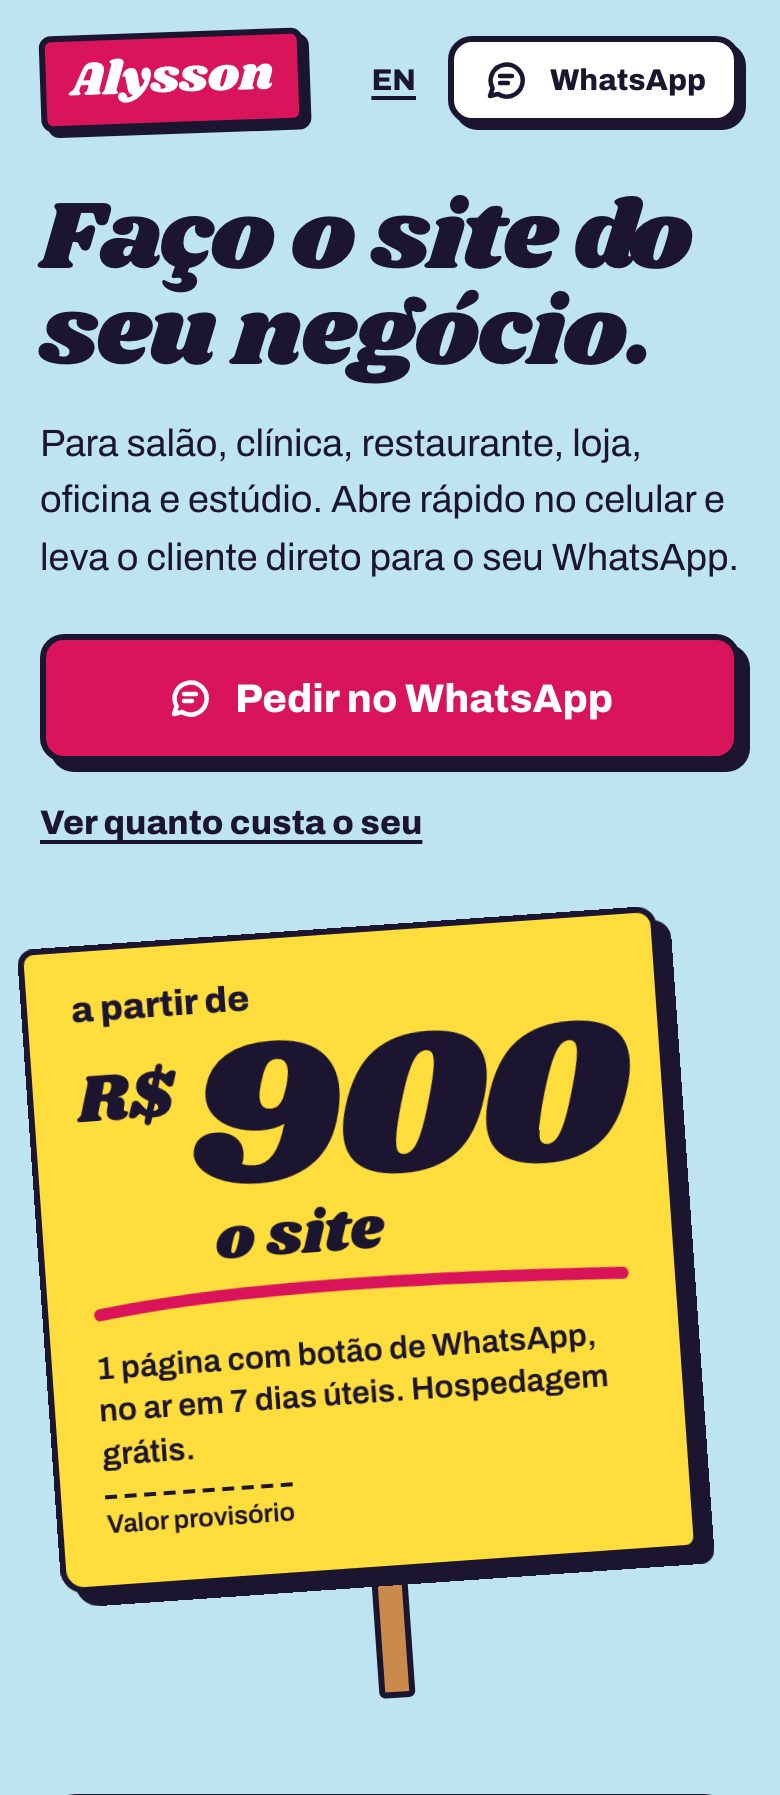 Alysson
EN
WhatsApp
Faço o site do
seu negócio.
Para salão, clínica, restaurante, loja,
oficina e estúdio. Abre rápido no celular e
leva o cliente direto para o seu WhatsApp.
Pedir no WhatsApp
Ver quanto custa o seu
a partir de
R$ 900
o site
1 página com botão de WhatsApp,
no ar em 7 dias úteis. Hospedagem
grátis.
Valor provisório